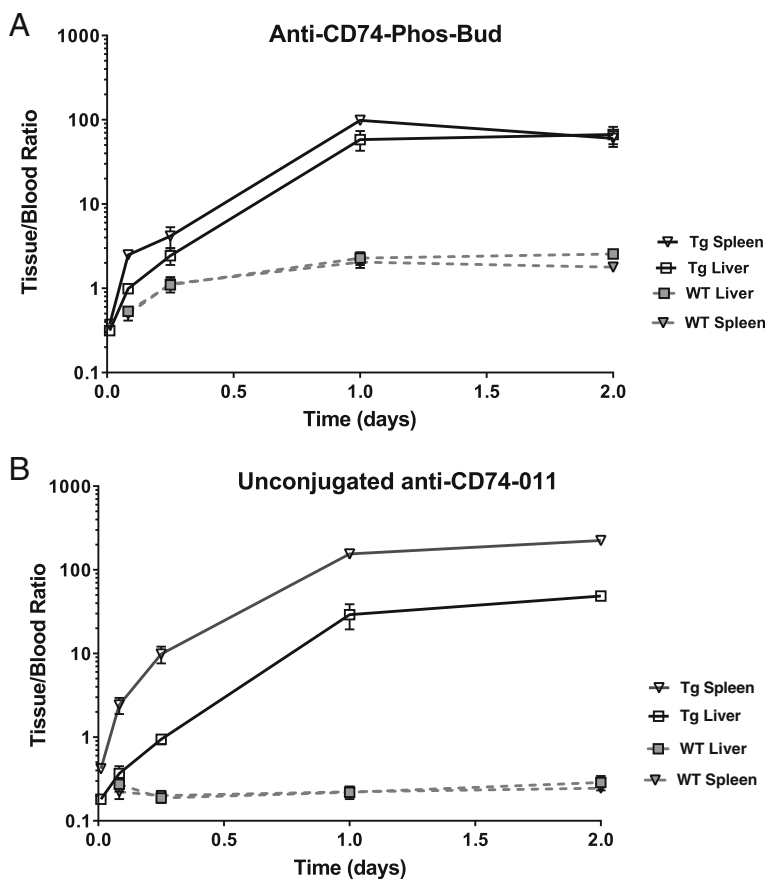 A
Anti-CD74-Phos-Bud
1000
100
10
1
0.1
Tissue/Blood Ratio
0.0 0.5 1.0 1.5 2.0
Time (days)
Tg Spleen
Tg Liver
WT Liver
WT Spleen
B
Unconjugated anti-CD74-011
1000
100
10
1
0.1
Tissue/Blood Ratio
0.0 0.5 1.0 1.5 2.0
Time (days)
Tg Spleen
Tg Liver
WT Liver
WT Spleen